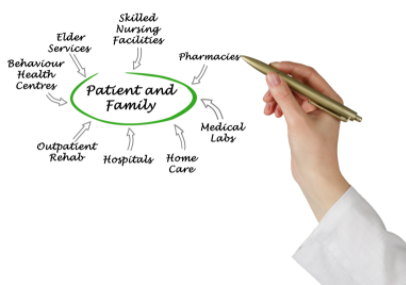 Skilled
Nursing
Facilities
Elder
Services
Pharmacies
Behaviour
Health
Centres
Patient and
Family
Medical
Labs
Outpatient
Rehab
Hospitals
Home
Care